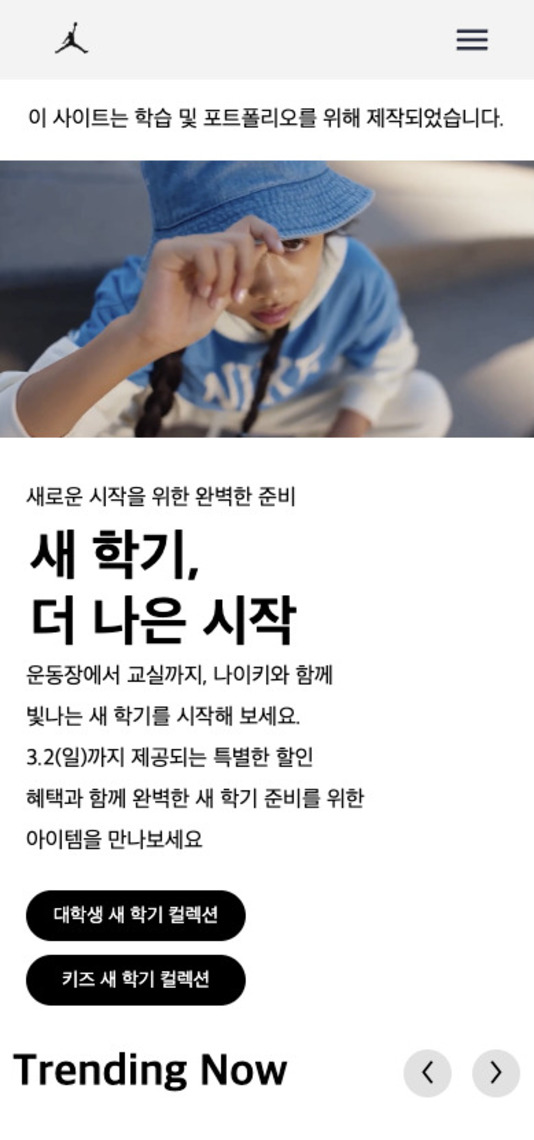 이 사이트는 학습 및 포트폴리오를 위해 제작되었습니다.
NIKE
새로운 시작을 위한 완벽한 준비
새 학기,
더 나은 시작
운동장에서 교실까지, 나이키와 함께
빛나는 새 학기를 시작해 보세요.
3.2(일)까지 제공되는 특별한 할인
혜택과 함께 완벽한 새 학기 준비를 위한
아이템을 만나보세요
대학생 새 학기 컬렉션
키즈 새 학기 컬렉션
Trending Now